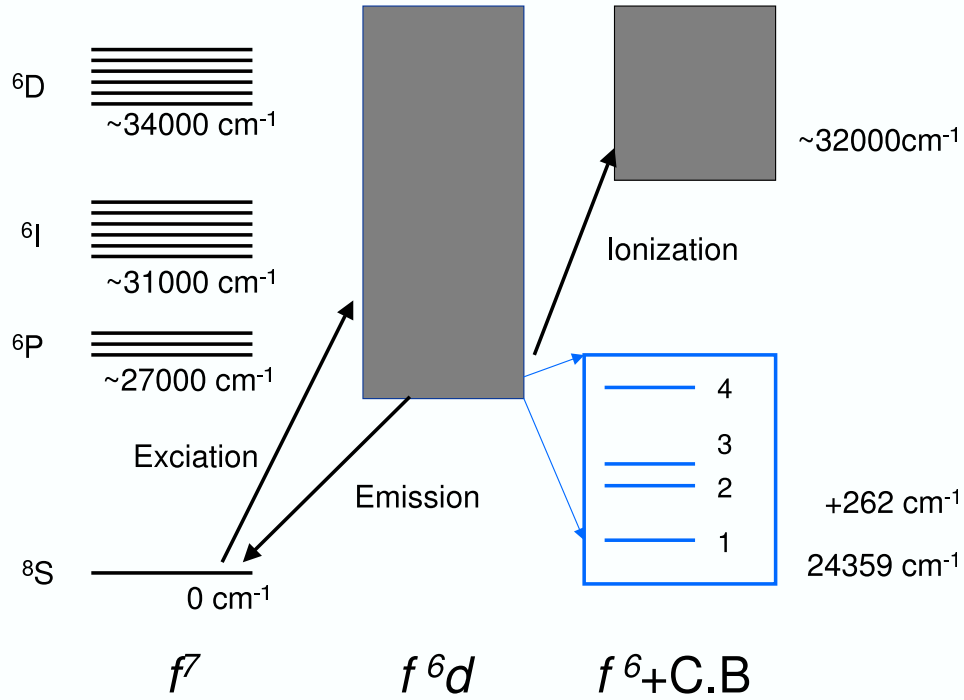 ⁶D
~34000 cm⁻¹
~32000cm⁻¹
⁶I
~31000 cm⁻¹
Ionization
⁶P
~27000 cm⁻¹
4
Exciation
3
Emission
2
+262 cm⁻¹
1
24359 cm⁻¹
⁸S
0 cm⁻¹
f⁷
f ⁶d
f ⁶+C.B